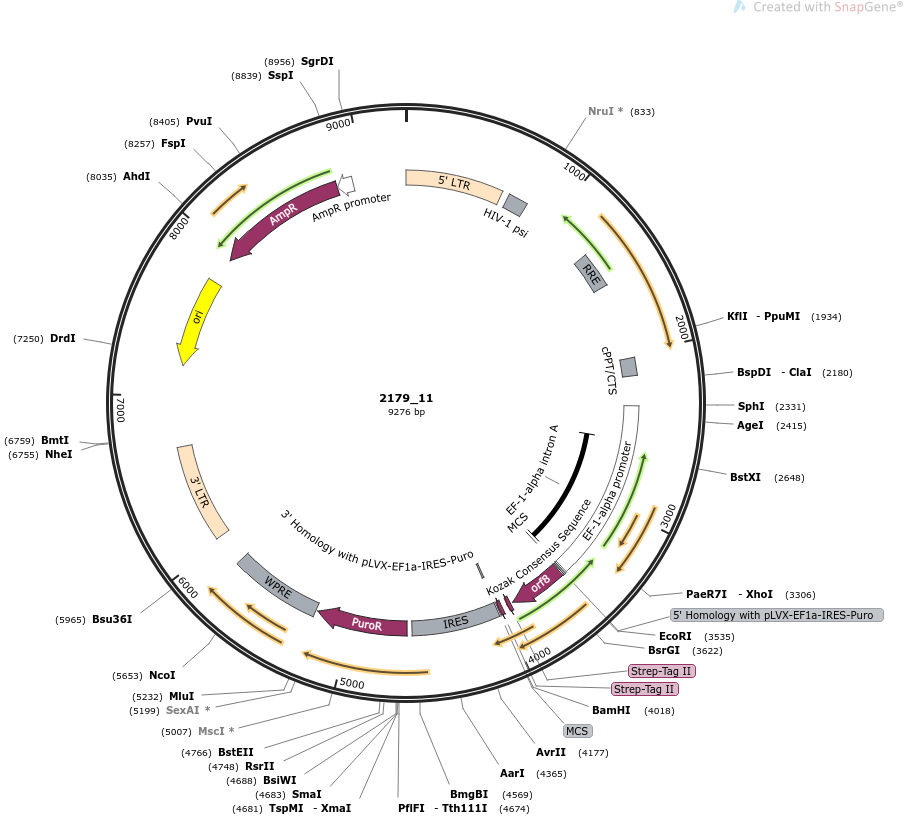 Created with SnapGene®
(8956) SgrDI
(8839) SspI
(8405) PvuI
(8257) FspI
(8035) AhdI
NruI * (833)
9000
1000
8000
2000
7000
3000
6000
4000
5000
5' LTR
HIV-1 psi
AmpR promoter
AmpR
RRE
ori
cPPT/CTS
KflI - PpuMI (1934)
BspDI - ClaI (2180)
SphI (2331)
AgeI (2415)
BstXI (2648)
(7250) DrdI
(6759) BmtI
(6755) NheI
2179_11
9276 bp
EF-1-alpha intron A
EF-1-alpha promoter
MCS
Kozak Consensus Sequence
3' Homology with pLVX-EF1a-IRES-Puro
3' LTR
WPRE
PuroR
IRES
orf8
PaeR7I - XhoI (3306)
5' Homology with pLVX-EF1a-IRES-Puro
EcoRI (3535)
BsrGI (3622)
Strep-Tag II
Strep-Tag II
BamHI (4018)
MCS
AvrII (4177)
AarI (4365)
BmgBI (4569)
PflFI - Tth111I (4674)
(5965) Bsu36I
(5653) NcoI
(5232) MluI
(5199) SexAI *
(5007) MscI *
(4766) BstEII
(4748) RsrII
(4688) BsiWI
(4683) SmaI
(4681) TspMI - XmaI